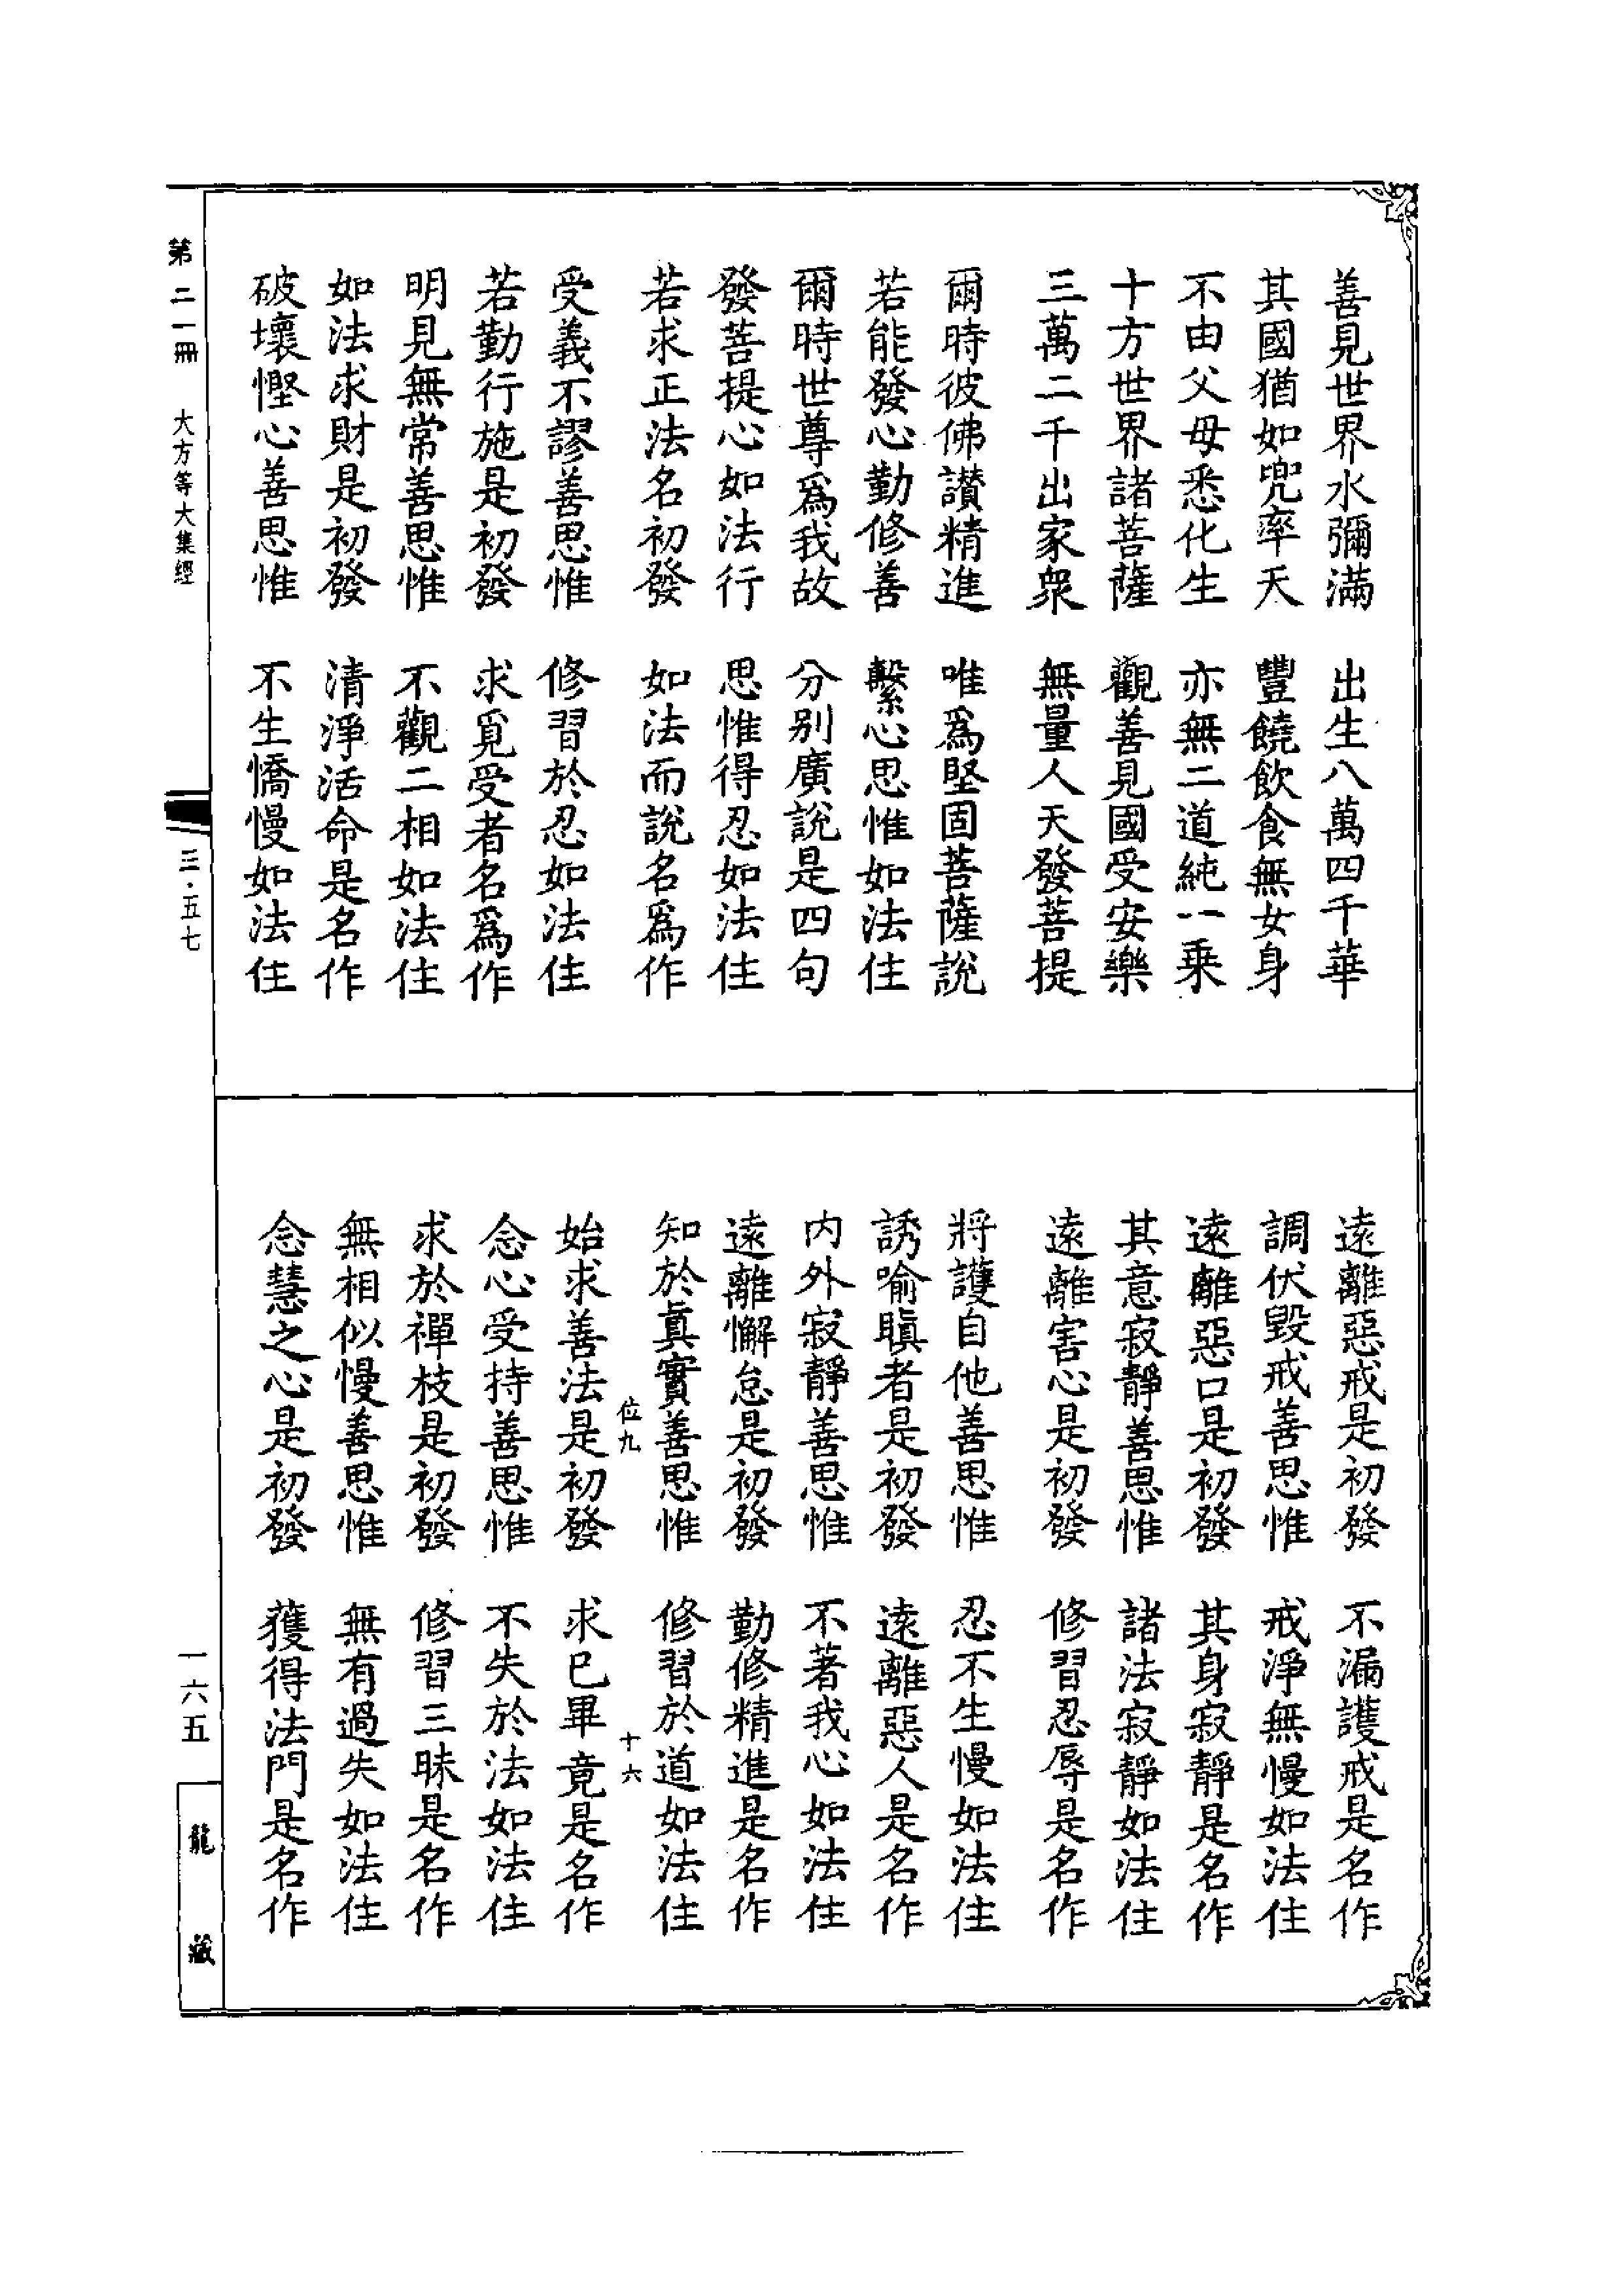 善見世界水彌滿　出生八萬四千華
其國猶如兜率天　豐饒飲食無女身
不由父母悉化生　亦無二道純一乘
十方世界諸菩薩　觀善見國受安樂
三萬二千出家衆　無量人天發菩提
爾時彼佛讚精進　唯爲堅固菩薩說
若能發心勤修善　繫心思惟如法住
爾時世尊爲我故　分別廣說是四句
發菩提心如法行　思惟得忍如法住
若求正法名初發　如法而說名爲作
受義不謬善思惟　修習於忍如法住
若勤行施是初發　求覓受者名爲作
明見無常善思惟　不觀二相如法住
如法求財是初發　清淨活命是名作
破壞慳心善思惟　不生憍慢如法住
遠離惡戒是初發　不漏護戒是名作
調伏毀戒善思惟　戒淨無慢如法住
遠離惡口是初發　其身寂靜是名作
其意寂靜善思惟　諸法寂靜如法住
遠離害心是初發　修習忍辱是名作
將護自他善思惟　忍不生慢如法住
誘喻瞋者是初發　遠離惡人是名作
內外寂靜善思惟　不著我心如法住
遠離懈怠是初發　勤修精進是名作
知於眞實善思惟　修習於道如法住
位九　十六
始求善法是初發　求已畢竟是名作
念心受持善思惟　不失於法如法住
求於禪枝是初發　修習三昧是名作
無相似慢善思惟　無有過失如法住
念慧之心是初發　獲得法門是名作
第二一冊　大方等大集經
三·五七
一六五
龍藏